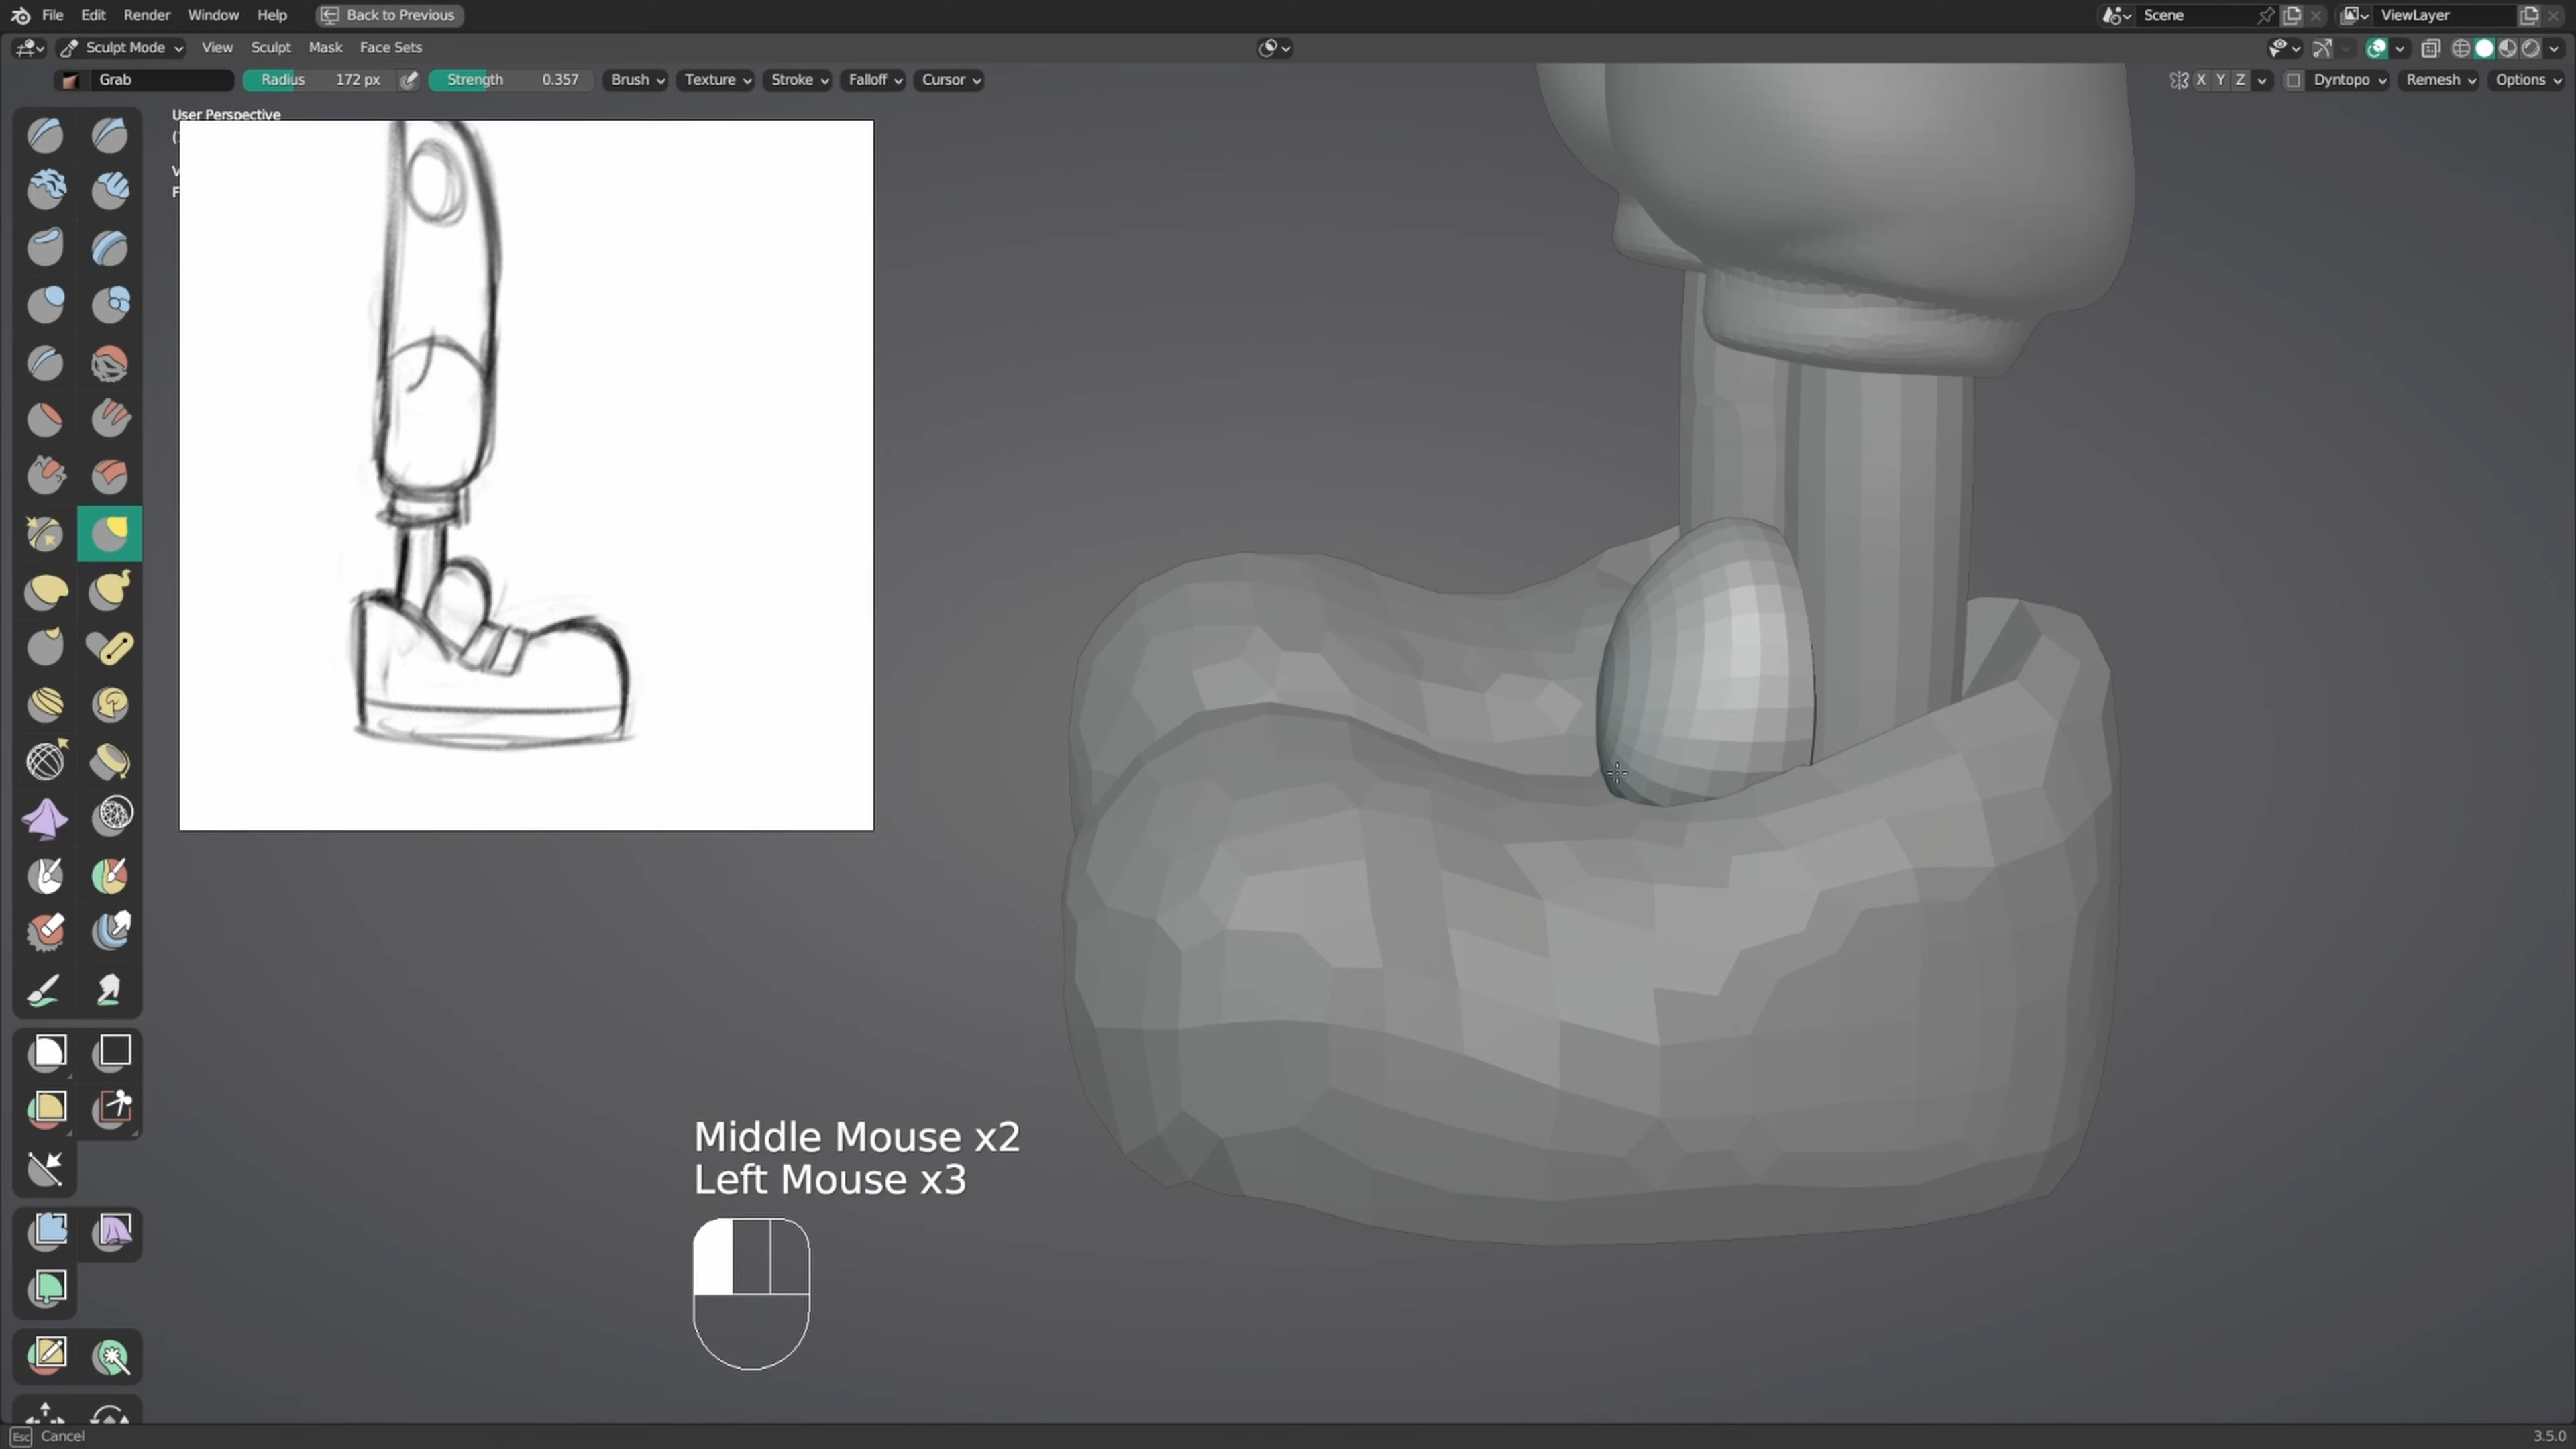 File Edit Render Window Help Back to Previous Scene ViewLayer
Sculpt Mode View Sculpt Mask Face Sets
Grab Radius 172 px Strength 0.357 Brush Texture Stroke Falloff Cursor X Y Z Dyntopo Remesh Options
User Perspective
(
V
F
Middle Mouse x2
Left Mouse x3
Esc Cancel 3.5.0